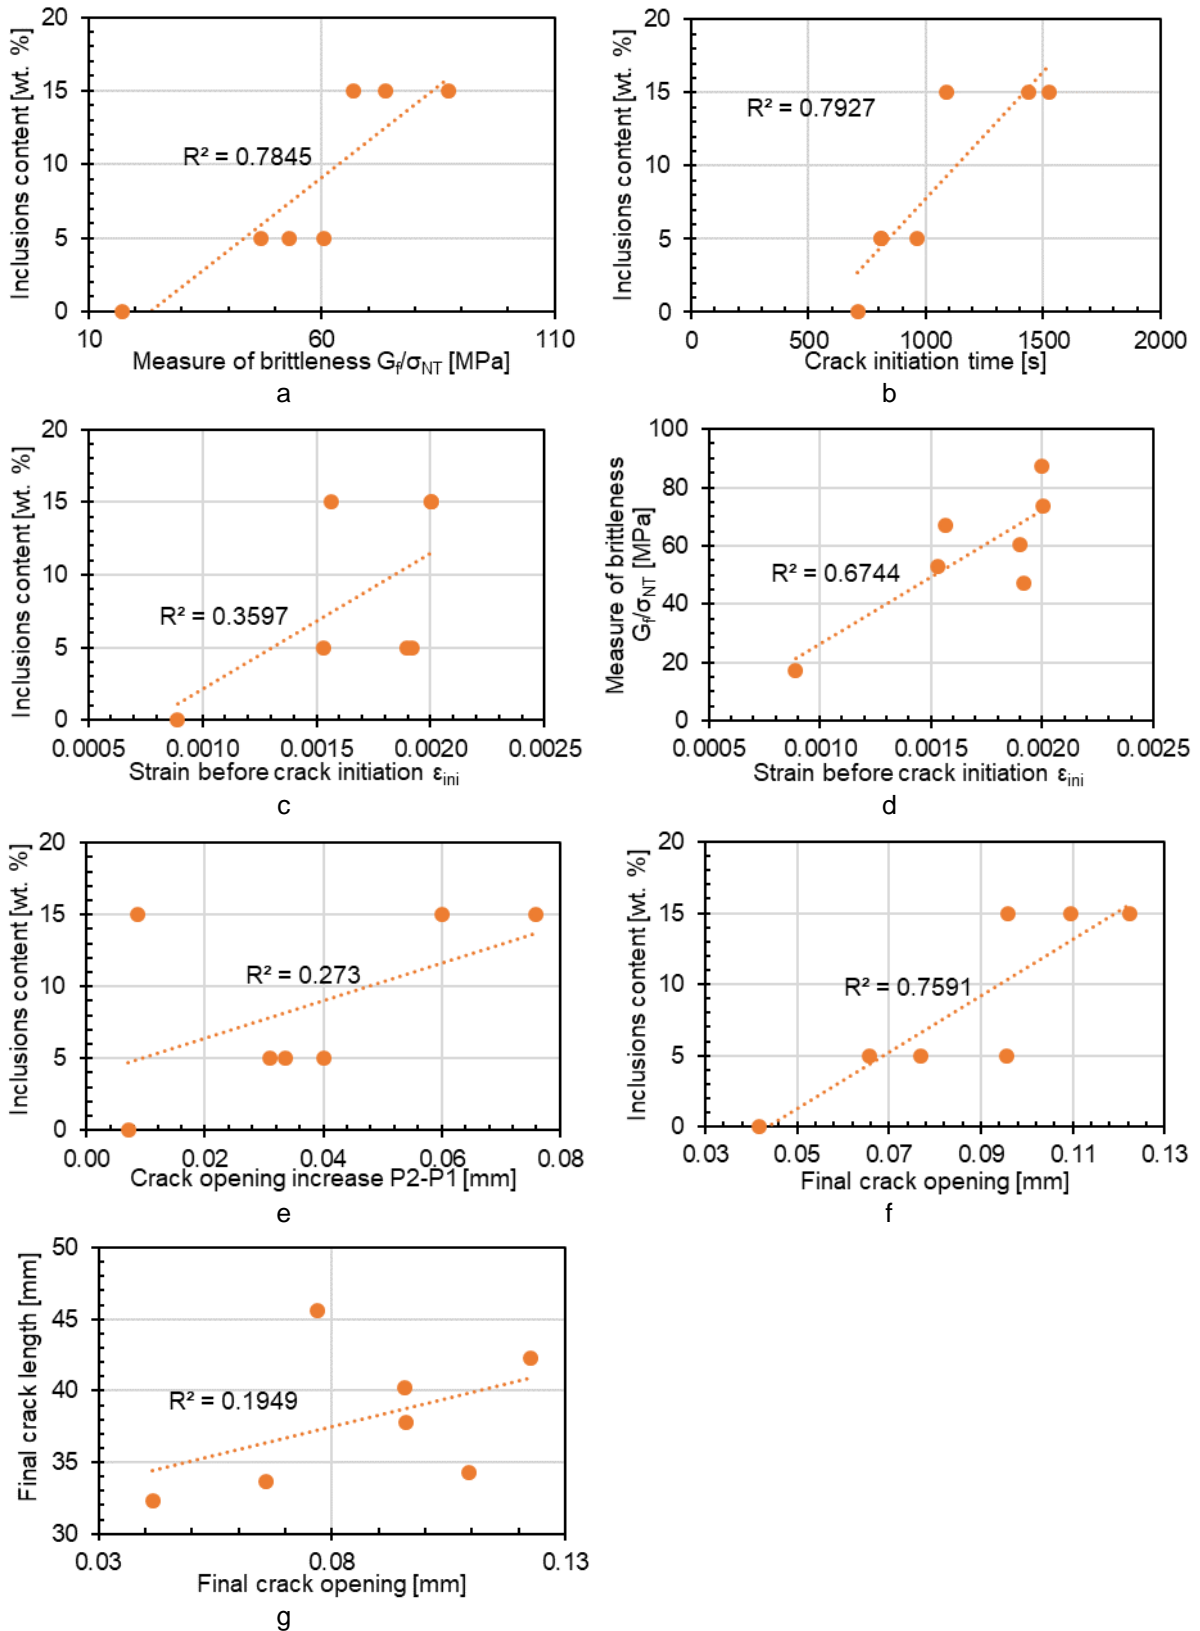 20
15
10
5
0
Inclusions content [wt. %]
R² = 0.7845
10 60 110
Measure of brittleness Gf/σNT [MPa]
a
20
15
10
5
0
Inclusions content [wt. %]
R² = 0.7927
0 500 1000 1500 2000
Crack initiation time [s]
b
20
15
10
5
0
Inclusions content [wt. %]
R² = 0.3597
0.0005 0.0010 0.0015 0.0020 0.0025
Strain before crack initiation εini
c
100
80
60
40
20
0
Measure of brittleness
Gf/σNT [MPa]
R² = 0.6744
0.0005 0.0010 0.0015 0.0020 0.0025
Strain before crack initiation εini
d
20
15
10
5
0
Inclusions content [wt. %]
R² = 0.273
0.00 0.02 0.04 0.06 0.08
Crack opening increase P2-P1 [mm]
e
20
15
10
5
0
Inclusions content [wt. %]
R² = 0.7591
0.03 0.05 0.07 0.09 0.11 0.13
Final crack opening [mm]
f
50
45
40
35
30
Final crack length [mm]
R² = 0.1949
0.03 0.08 0.13
Final crack opening [mm]
g